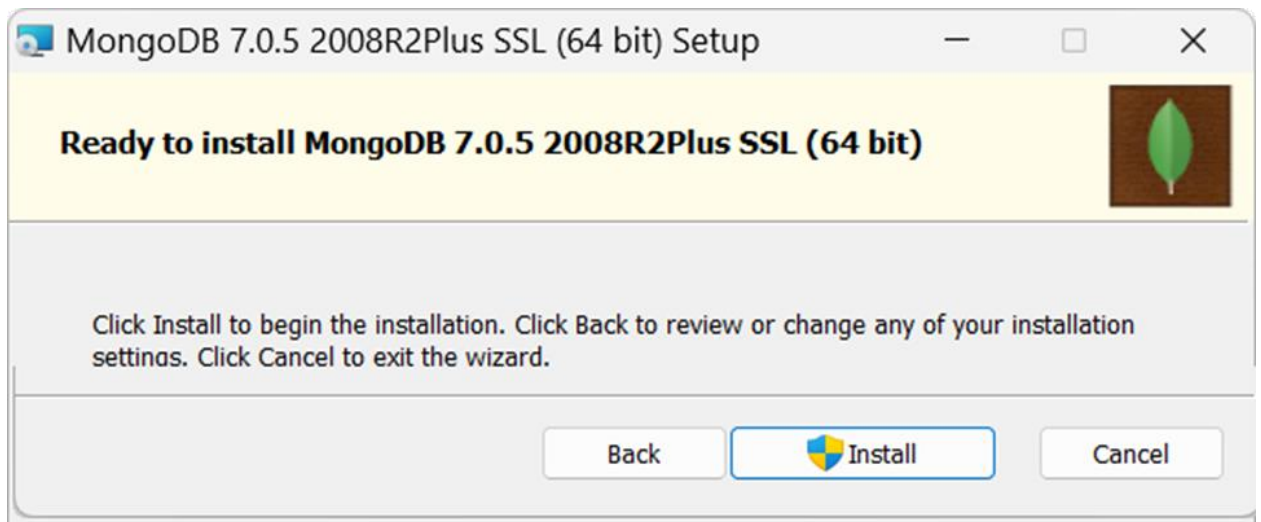 MongoDB 7.0.5 2008R2Plus SSL (64 bit) Setup
Ready to install MongoDB 7.0.5 2008R2Plus SSL (64 bit)
Click Install to begin the installation. Click Back to review or change any of your installation
settings. Click Cancel to exit the wizard.
Back Install Cancel